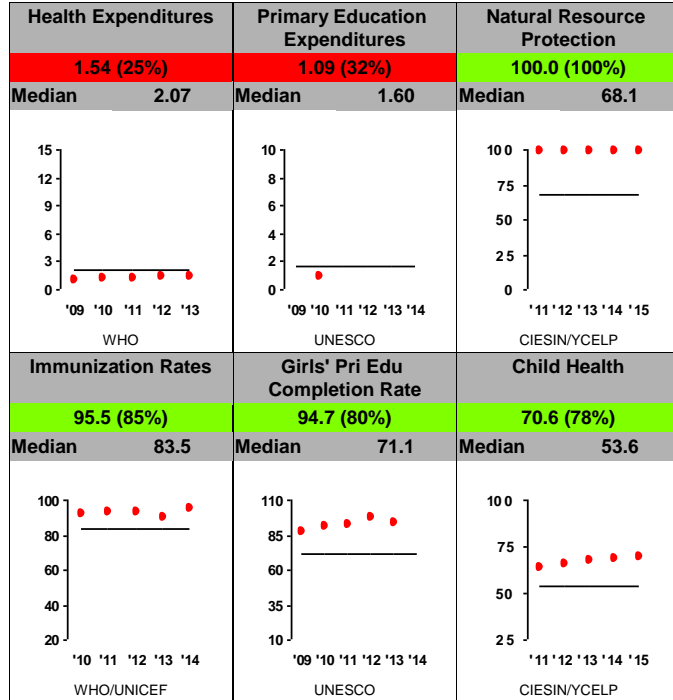 Health Expenditures
1.54 (25%)
Median 2.07
15
12
9
6
3
0
'09 '10 '11 '12 '13
WHO
Primary Education
Expenditures
1.09 (32%)
Median 1.60
10
8
6
4
2
0
'09 '10 '11 '12 '13 '14
UNESCO
Natural Resource
Protection
100.0 (100%)
Median 68.1
100
75
50
25
0
'11 '12 '13 '14 '15
CIESIN/YCELP
Immunization Rates
95.5 (85%)
Median 83.5
100
80
60
40
20
'10 '11 '12 '13 '14
WHO/UNICEF
Girls' Pri Edu
Completion Rate
94.7 (80%)
Median 71.1
110
85
60
35
10
'09 '10 '11 '12 '13 '14
UNESCO
Child Health
70.6 (78%)
Median 53.6
100
75
50
25
'11 '12 '13 '14 '15
CIESIN/YCELP